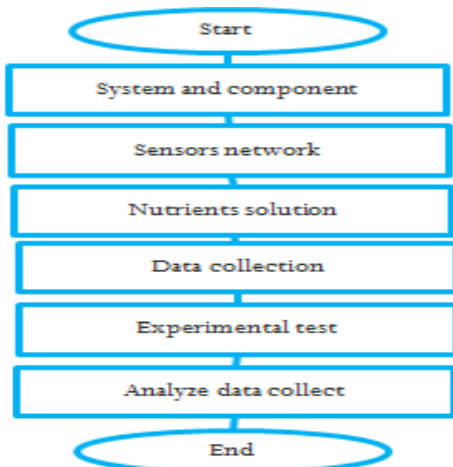 Start
System and component
Sensors network
Nutrients solution
Data collection
Experimental test
Analyze data collect
End